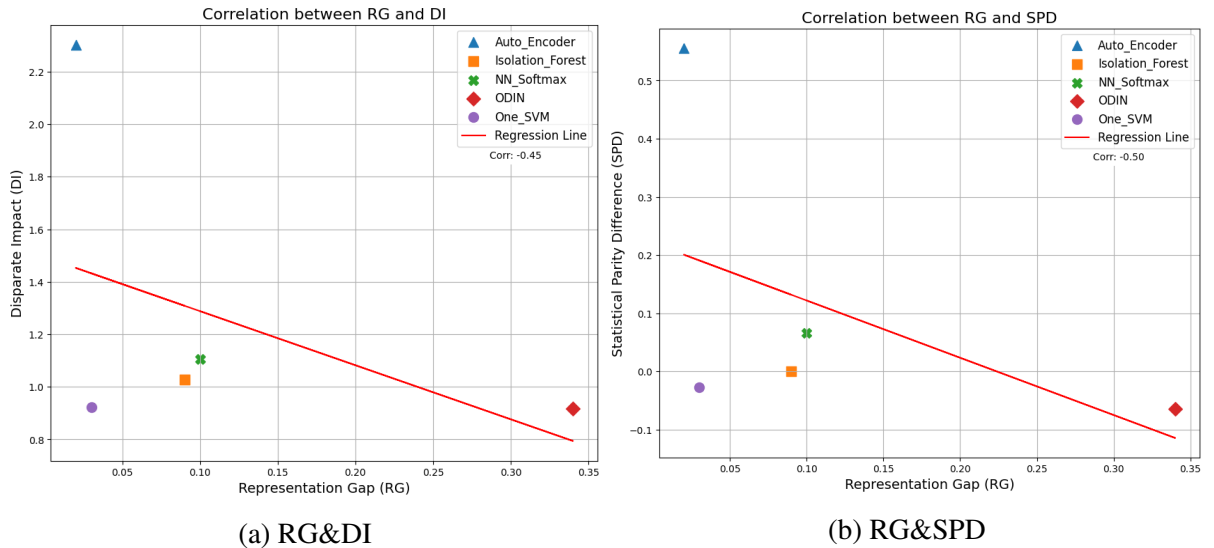 Correlation between RG and DI
Disparate Impact (DI)
2.2
2.0
1.8
1.6
1.4
1.2
1.0
0.8
Auto_Encoder
Isolation_Forest
NN_Softmax
ODIN
One_SVM
Regression Line
Corr: -0.45
0.05
0.10
0.15
0.20
0.25
0.30
0.35
Representation Gap (RG)
(a) RG&DI
Correlation between RG and SPD
Statistical Parity Difference (SPD)
0.5
0.4
0.3
0.2
0.1
0.0
−0.1
Auto_Encoder
Isolation_Forest
NN_Softmax
ODIN
One_SVM
Regression Line
Corr: -0.50
0.05
0.10
0.15
0.20
0.25
0.30
0.35
Representation Gap (RG)
(b) RG&SPD